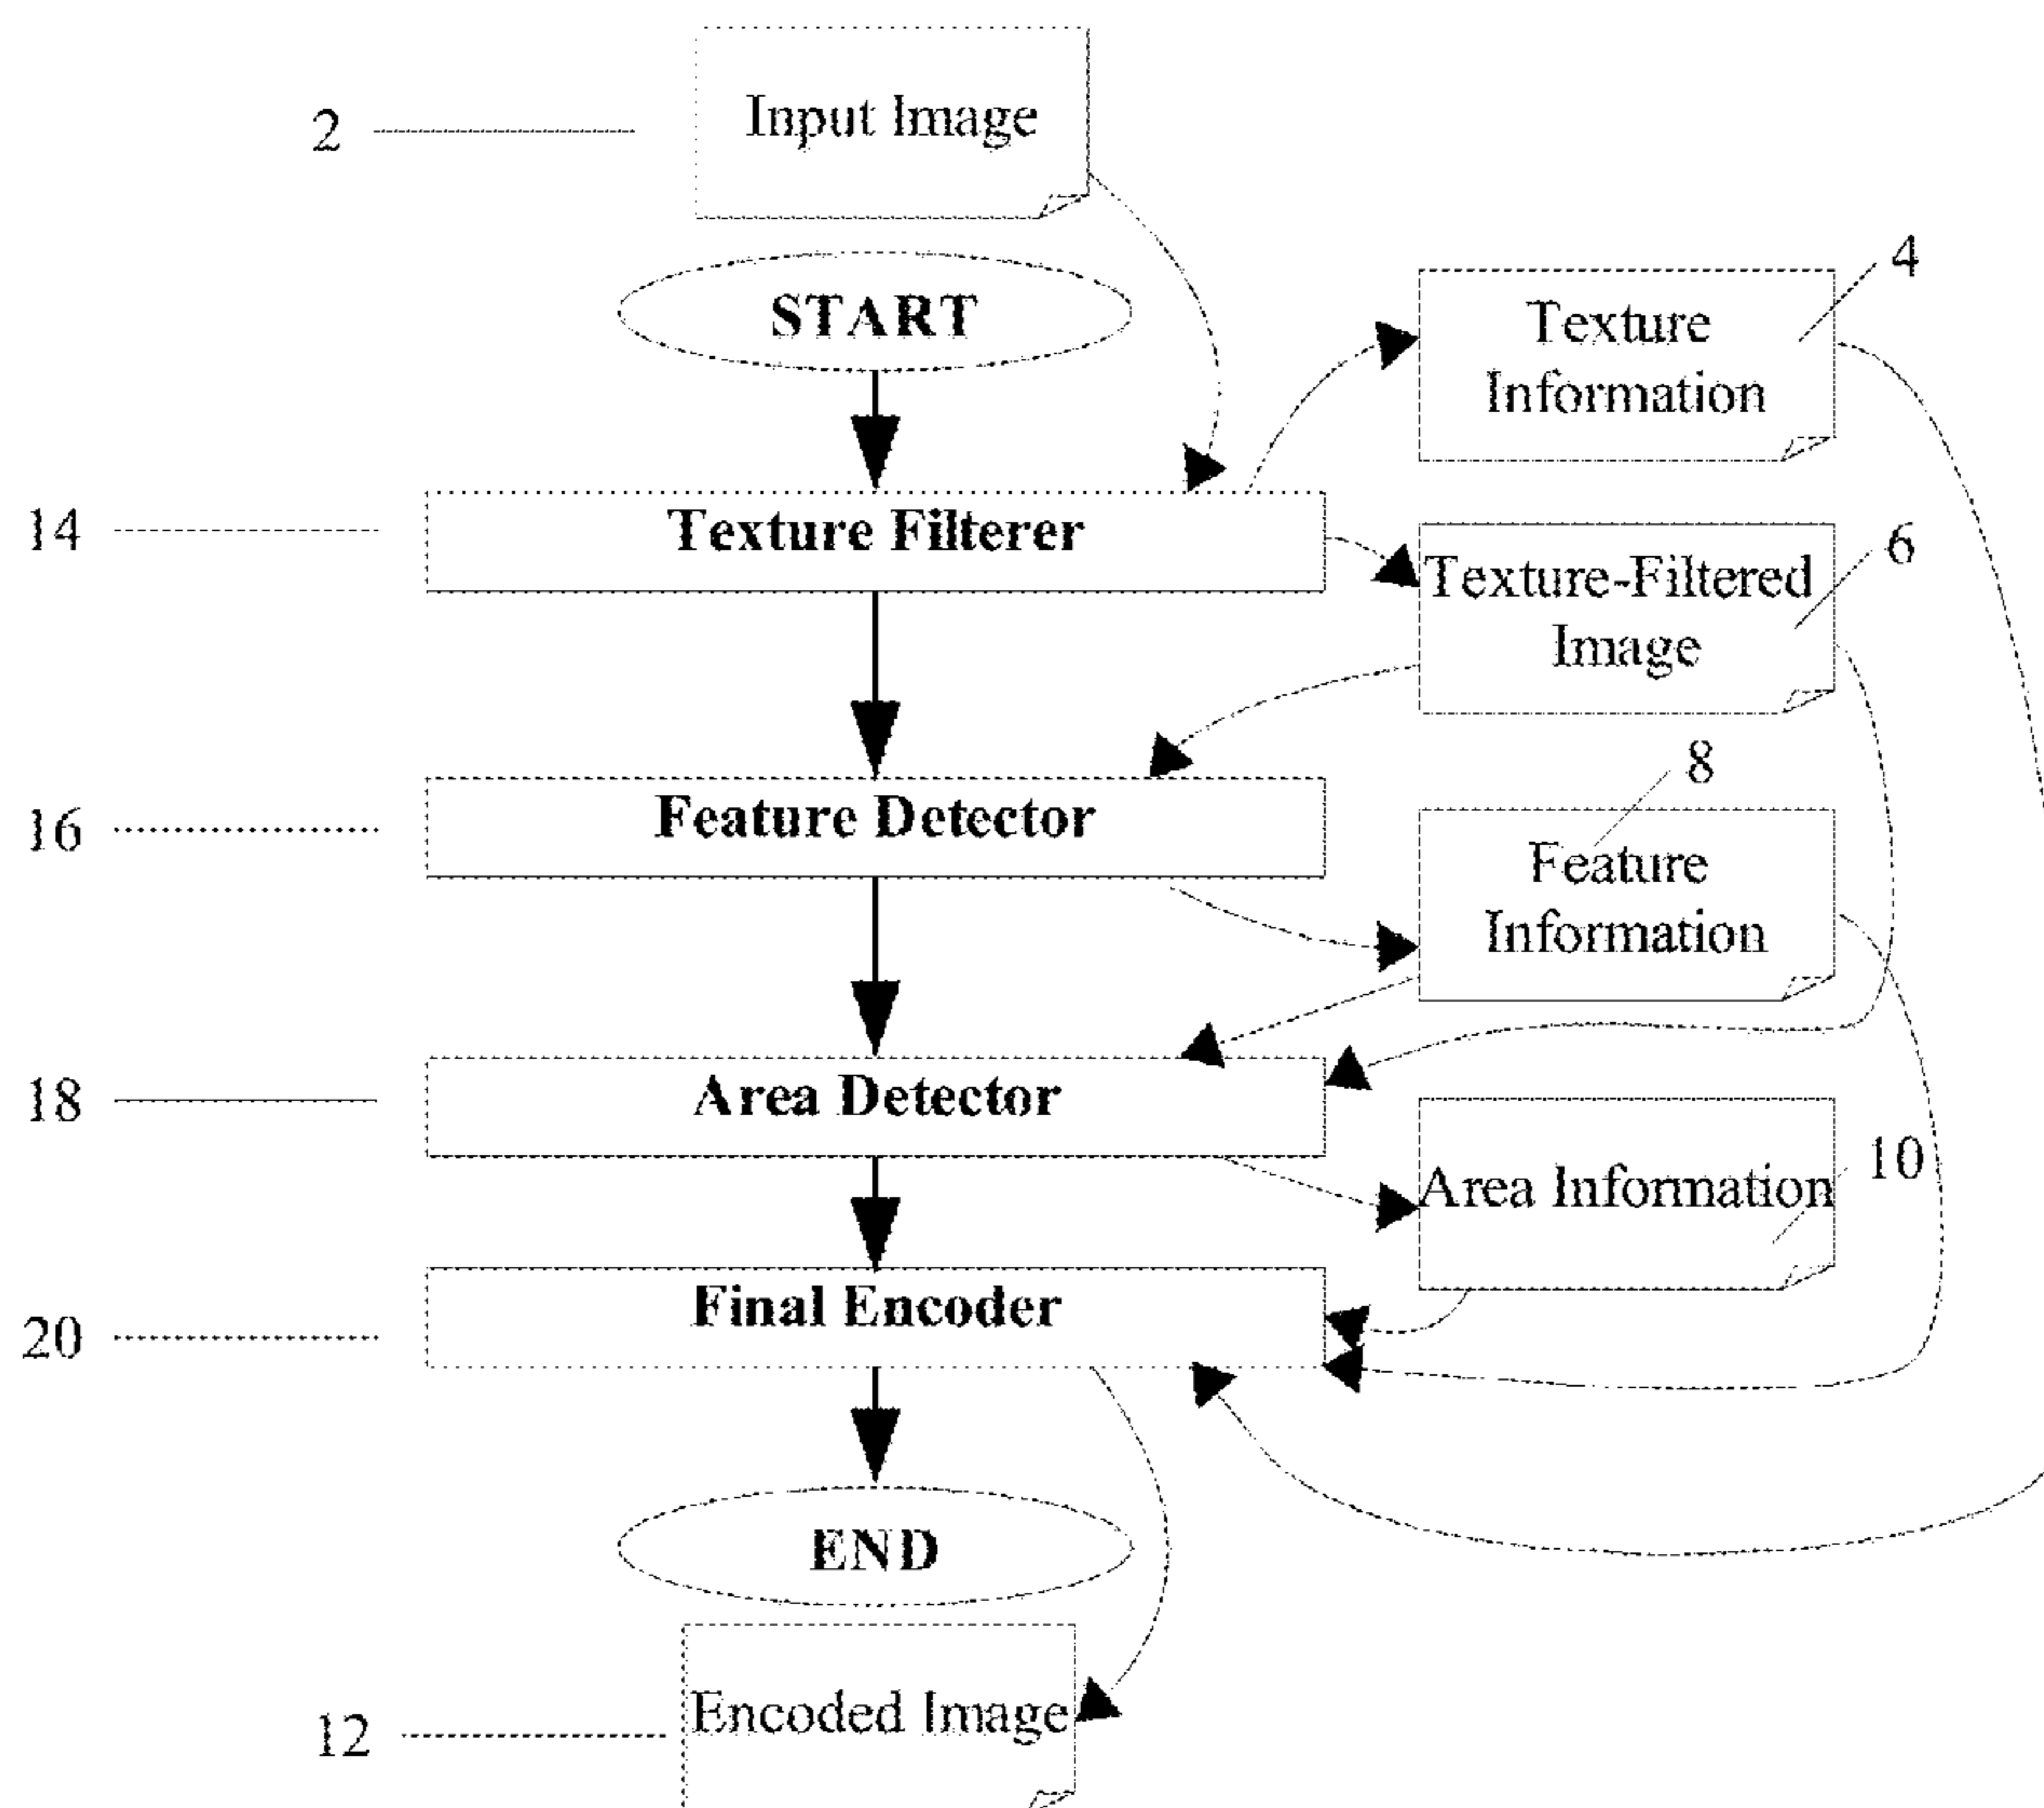 2
Input Image
START
4
Texture
Information
14
Texture Filterer
6
Texture-Filtered
Image
8
16
Feature Detector
Feature
Information
18
Area Detector
10
Area Information
20
Final Encoder
END
12
Encoded Image